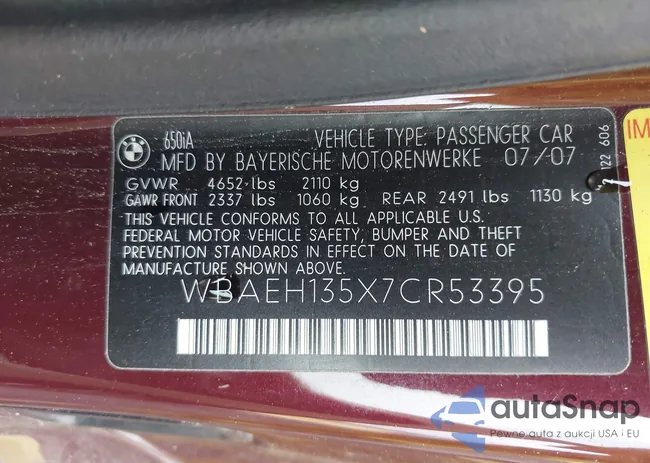 650iA VEHICLE TYPE: PASSENGER CAR
MFD BY BAYERISCHE MOTORENWERKE 07/07
GVWR 4652 lbs 2110 kg
GAWR FRONT 2337 lbs 1060 kg REAR 2491 lbs 1130 kg
THIS VEHICLE CONFORMS TO ALL APPLICABLE U.S.
FEDERAL MOTOR VEHICLE SAFETY, BUMPER AND THEFT
PREVENTION STANDARDS IN EFFECT ON THE DATE OF
MANUFACTURE SHOWN ABOVE.
WBAEH135X7CR53395
606
IM
autoSnap
Pewne auta z aukcji USA i EU